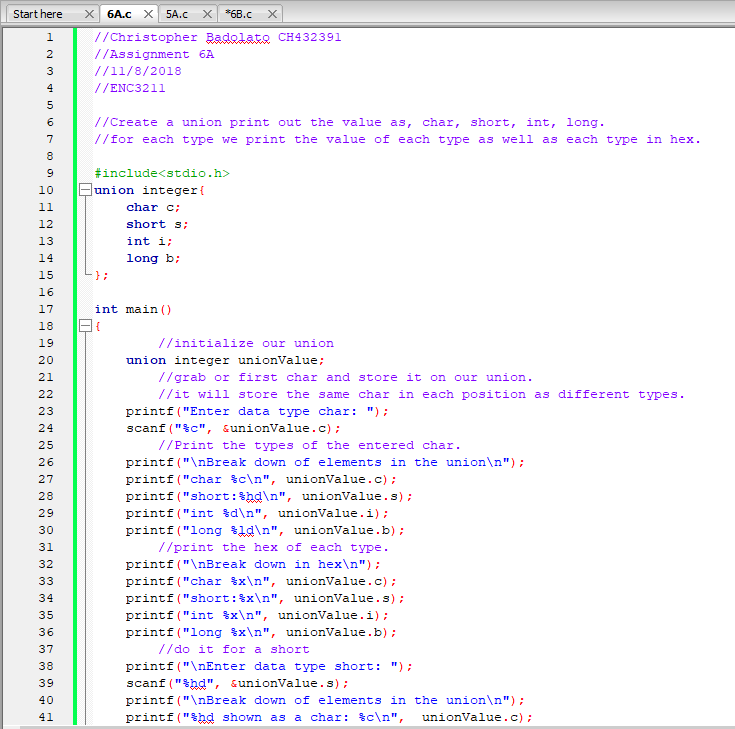 Start here 6A.c 5A.c *6B.c
1 //Christopher Badolato CH432391
2 //Assignment 6A
3 //11/8/2018
4 //ENC3211
5
6 //Create a union print out the value as, char, short, int, long.
7 //for each type we print the value of each type as well as each type in hex.
8
9 #include<stdio.h>
10 union integer{
11 char c;
12 short s;
13 int i;
14 long b;
15 };
16
17 int main()
18 {
19 //initialize our union
20 union integer unionValue;
21 //grab or first char and store it on our union.
22 //it will store the same char in each position as different types.
23 printf("Enter data type char: ");
24 scanf("%c", &unionValue.c);
25 //Print the types of the entered char.
26 printf("\nBreak down of elements in the union\n");
27 printf("char %c\n", unionValue.c);
28 printf("short:%hd\n", unionValue.s);
29 printf("int %d\n", unionValue.i);
30 printf("long %ld\n", unionValue.b);
31 //print the hex of each type.
32 printf("\nBreak down in hex\n");
33 printf("char %x\n", unionValue.c);
34 printf("short:%x\n", unionValue.s);
35 printf("int %x\n", unionValue.i);
36 printf("long %x\n", unionValue.b);
37 //do it for a short
38 printf("\nEnter data type short: ");
39 scanf("%hd", &unionValue.s);
40 printf("\nBreak down of elements in the union\n");
41 printf("%hd shown as a char: %c\n", unionValue.c);